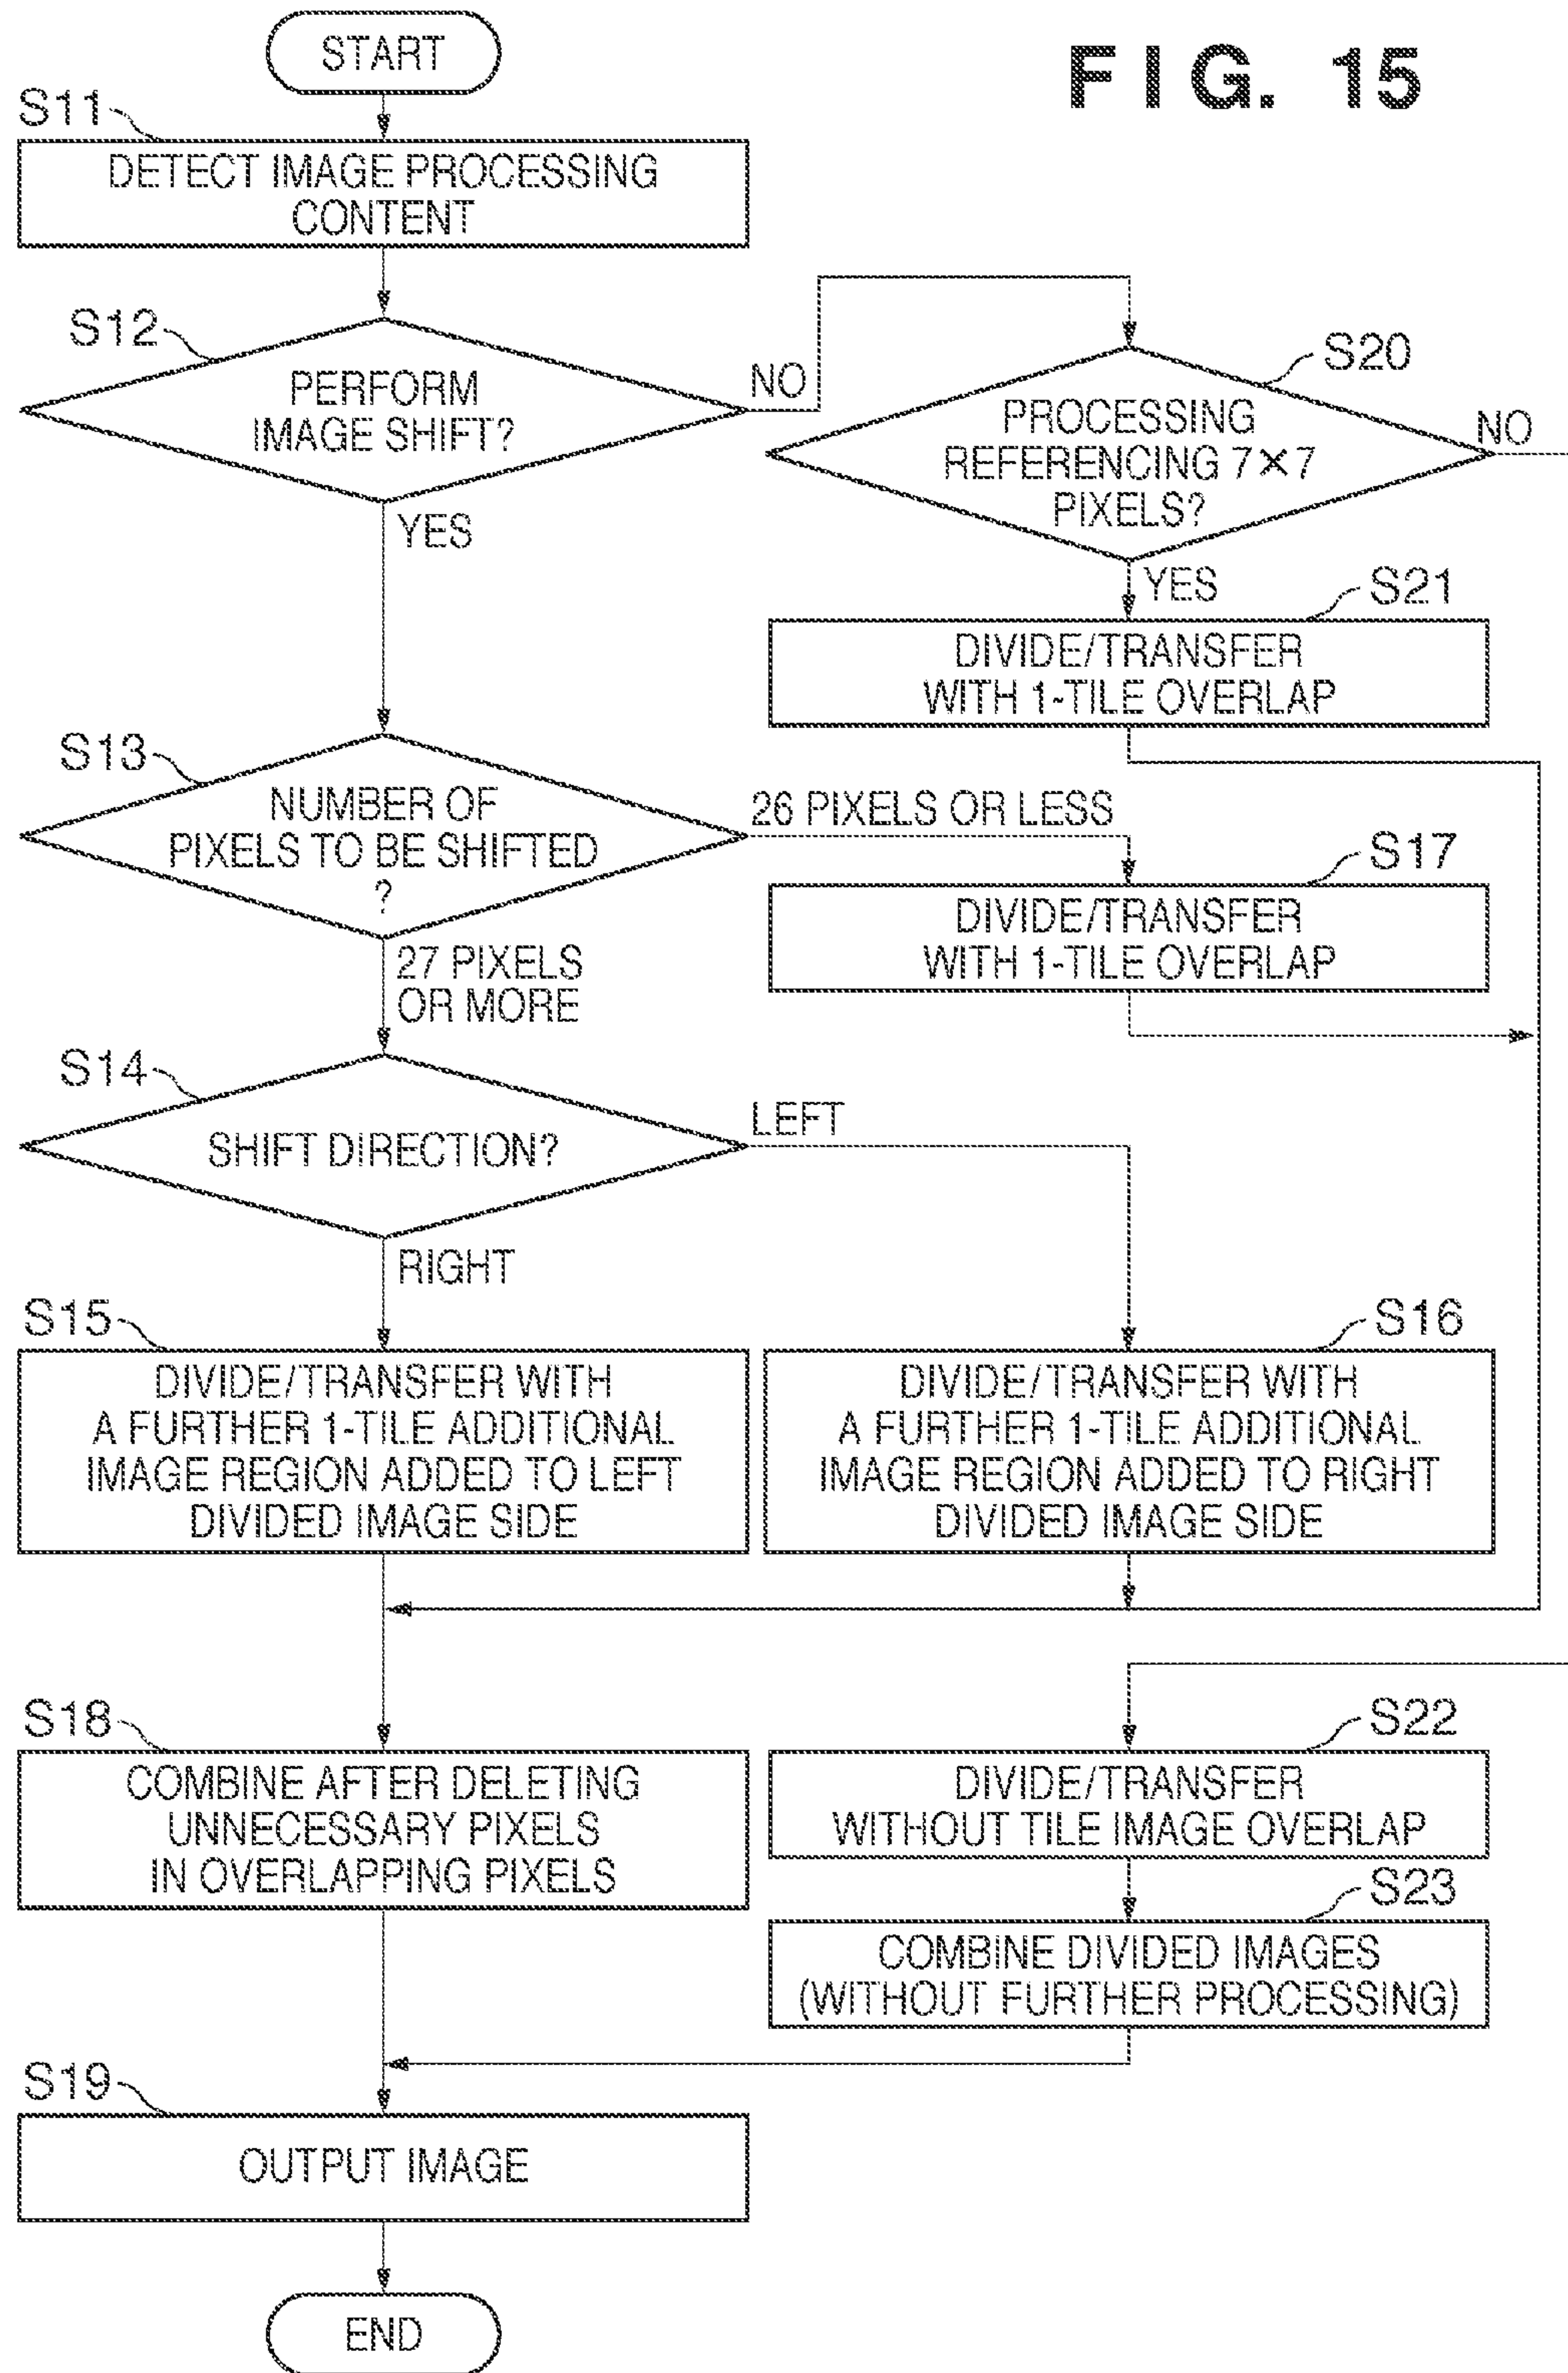 FIG. 15
START
S11
DETECT IMAGE PROCESSING
CONTENT
S12
PERFORM
IMAGE SHIFT?
NO
YES
S20
PROCESSING
REFERENCING 7×7
PIXELS?
NO
YES
S21
DIVIDE/TRANSFER
WITH 1-TILE OVERLAP
S13
NUMBER OF
PIXELS TO BE SHIFTED
?
26 PIXELS OR LESS
27 PIXELS
OR MORE
S17
DIVIDE/TRANSFER
WITH 1-TILE OVERLAP
S14
SHIFT DIRECTION?
LEFT
RIGHT
S15
DIVIDE/TRANSFER WITH
A FURTHER 1-TILE ADDITIONAL
IMAGE REGION ADDED TO LEFT
DIVIDED IMAGE SIDE
S16
DIVIDE/TRANSFER WITH
A FURTHER 1-TILE ADDITIONAL
IMAGE REGION ADDED TO RIGHT
DIVIDED IMAGE SIDE
S18
COMBINE AFTER DELETING
UNNECESSARY PIXELS
IN OVERLAPPING PIXELS
S22
DIVIDE/TRANSFER
WITHOUT TILE IMAGE OVERLAP
S23
COMBINE DIVIDED IMAGES
(WITHOUT FURTHER PROCESSING)
S19
OUTPUT IMAGE
END